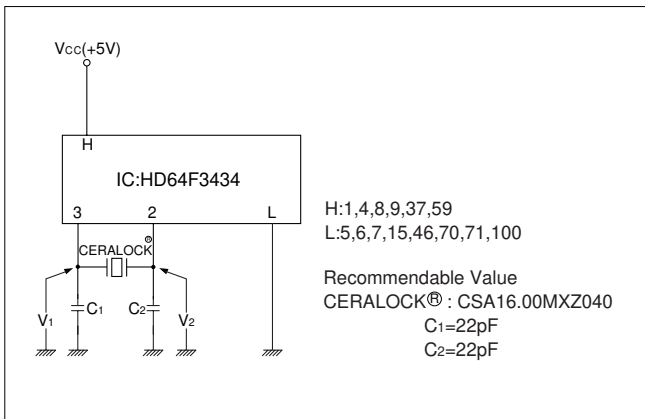 Vcc(+5V)
H
IC:HD64F3434
3 2 L
CERALOCK®
V1 C1 C2 V2
H:1,4,8,9,37,59
L:5,6,7,15,46,70,71,100
Recommendable Value
CERALOCK® : CSA16.00MXZ040
C1=22pF
C2=22pF